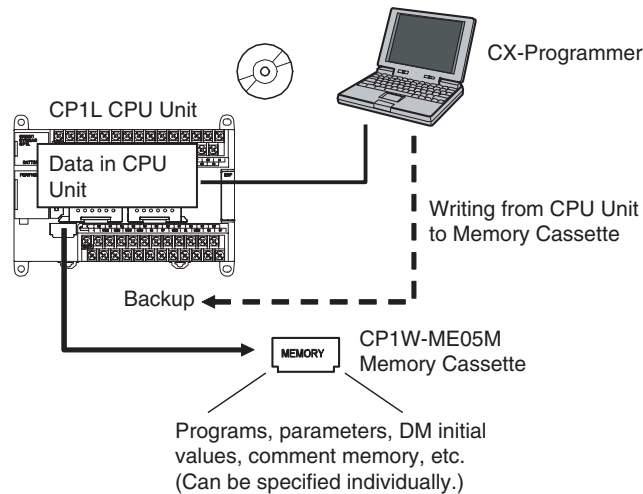 CX-Programmer
CP1L CPU Unit
Data in CPU
Unit
Writing from CPU Unit
to Memory Cassette
Backup
CP1W-ME05M
Memory Cassette
MEMORY
Programs, parameters, DM initial
values, comment memory, etc.
(Can be specified individually.)